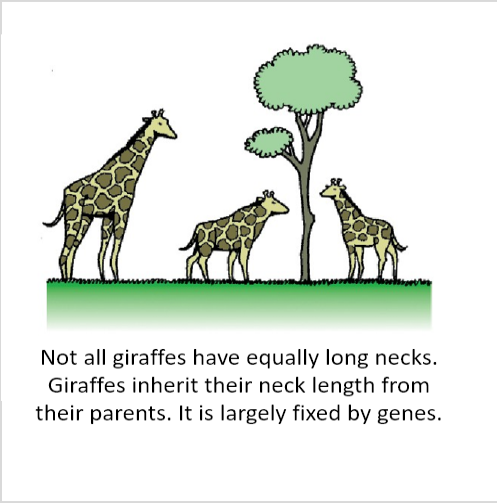 Not all giraffes have equally long necks.
Giraffes inherit their neck length from
their parents. It is largely fixed by genes.